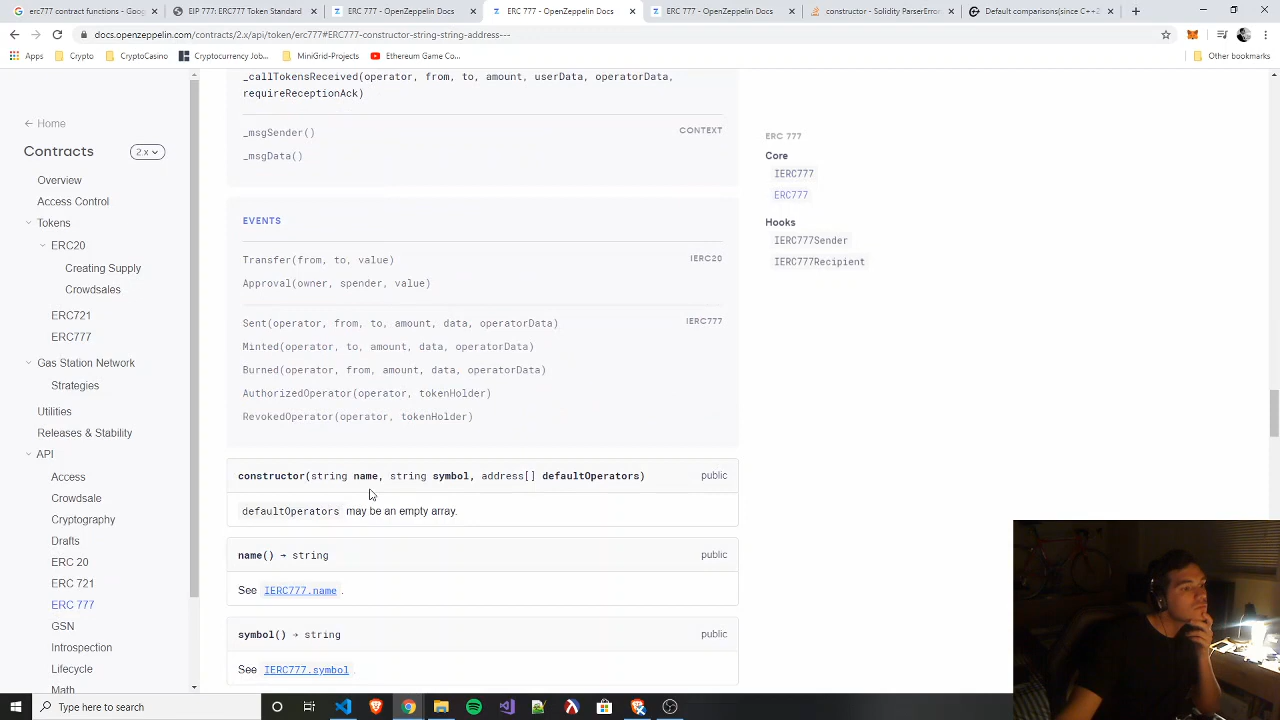 erc777 contract functions - Goog
EIP 777: ERC777 Token Standard
ERC 777 - OpenZeppelin Docs
ERC 777 - OpenZeppelin Docs
ERC 777 - OpenZeppelin Docs
constructor - Solidity ParserError
Default comparisons(since C++2
docs.openzeppelin.com/contracts/2.x/api/token/erc777#ERC777-constructor-string-string-address---
Apps
Crypto
CryptoCasino
Cryptocurrency Job...
MiniGrid-Projects
Ethereum Game Co...
Other bookmarks
← Home
Contracts
2.x
Overview
Access Control
Tokens
ERC20
Creating Supply
Crowdsales
ERC721
ERC777
Gas Station Network
Strategies
Utilities
Releases & Stability
API
Access
Crowdsale
Cryptography
Drafts
ERC 20
ERC 721
ERC 777
GSN
Introspection
Lifecycle
Math
_callTokensReceived(operator, from, to, amount, userData, operatorData,
requireReceptionAck)
CONTEXT
_msgSender()
_msgData()
EVENTS
IERC20
Transfer(from, to, value)
Approval(owner, spender, value)
IERC777
Sent(operator, from, to, amount, data, operatorData)
Minted(operator, to, amount, data, operatorData)
Burned(operator, from, amount, data, operatorData)
AuthorizedOperator(operator, tokenHolder)
RevokedOperator(operator, tokenHolder)
constructor(string name, string symbol, address[] defaultOperators) public
defaultOperators may be an empty array.
name() → string public
See IERC777.name .
symbol() → string public
See IERC777.symbol .
ERC 777
Core
IERC777
ERC777
Hooks
IERC777Sender
IERC777Recipient
Type here to search